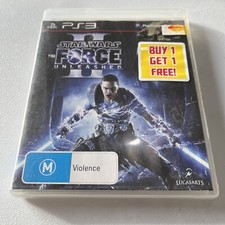 PS3
STAR WARS
THE FORCE
UNLEASHED
II
BUY 1
GET 1
FREE!
M
Violence
LUCASARTS